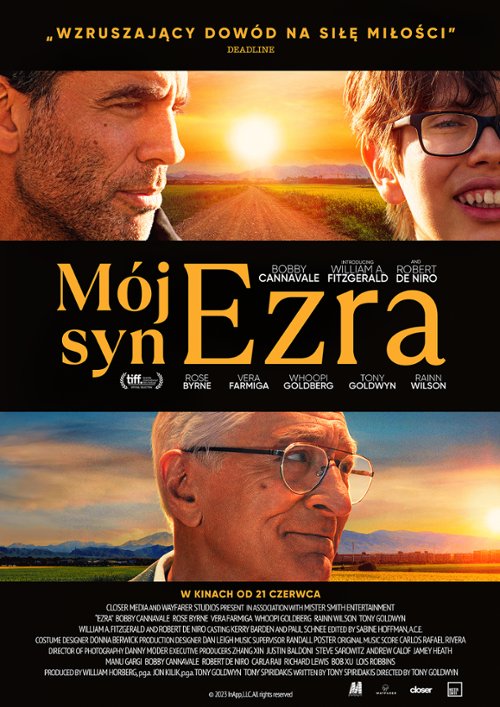 „WZRUSZAJĄCY DOWÓD NA SIŁĘ MIŁOŚCI”
DEADLINE
BOBBY CANNAVALE INTRODUCING WILLIAM A. FITZGERALD AND ROBERT DE NIRO
Mój syn Ezra
tiff.
ROSE BYRNE VERA FARMIGA WHOOPI GOLDBERG TONY GOLDWYN RAINN WILSON
W KINACH OD 21 CZERWCA
CLOSER MEDIA AND WAYFARER STUDIOS PRESENT IN ASSOCIATION WITH MISTER SMITH ENTERTAINMENT
"EZRA" BOBBY CANNAVALE ROSE BYRNE VERA FARMIGA WHOOPI GOLDBERG RAINN WILSON TONY GOLDWYN
WILLIAM A. FITZGERALD AND ROBERT DE NIRO CASTING KERRY BARDEN AND PAUL SCHNEE EDITED BY SABINE HOFFMAN, A.C.E.
COSTUME DESIGNER DONNA BERWICK PRODUCTION DESIGNER DAN LEIGH MUSIC SUPERVISOR RANDALL POSTER ORIGINAL MUSIC SCORE CARLOS RAFAEL RIVERA
DIRECTOR OF PHOTOGRAPHY DANNY MODER EXECUTIVE PRODUCERS ZHANG XIN JUSTIN BALDONI STEVE SAROWITZ ANDREW CALOF JAMEY HEATH
MANU GARGI BOBBY CANNAVALE ROBERT DE NIRO CARLA RAIJ RICHARD LEWIS BOB XU LOIS ROBBINS
PRODUCED BY WILLIAM HORBERG, p.g.a. JON KILIK, p.g.a. TONY GOLDWYN TONY SPIRIDAKIS WRITTEN BY TONY SPIRIDAKIS DIRECTED BY TONY GOLDWYN
© 2023 InApp, LLC. All rights reserved
WAYFARER closer